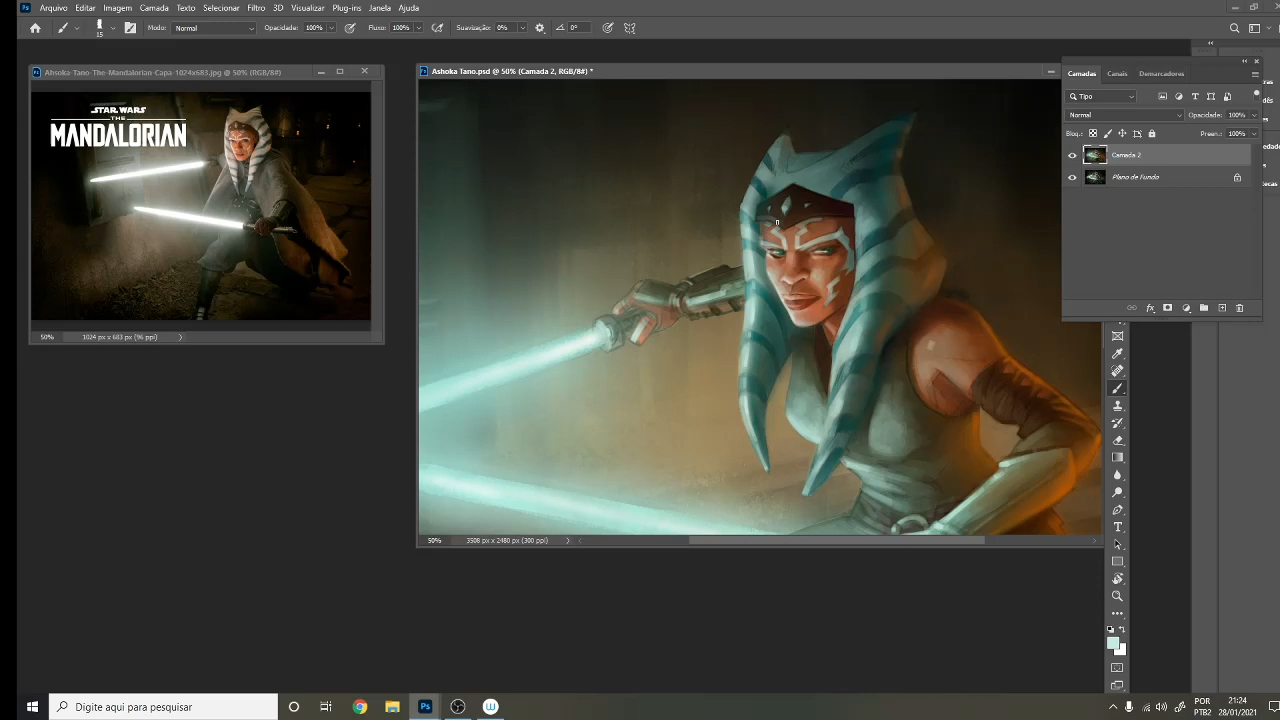 Arquivo Editar Imagem Camada Texto Selecionar Filtro 3D Visualizar Plug-ins Janela Ajuda
15 Modo: Normal Opacidade: 100% Fluxo: 100% Suavização: 0% 0°
Ahsoka-Tano-The-Mandalorian-Capa-1024x683.jpg @ 50% (RGB/8#)
STAR WARS
THE
MANDALORIAN
50% 1024 px x 683 px (96 ppi)
Ashoka Tano.psd @ 50% (Camada 2, RGB/8#) *
50% 3508 px x 2480 px (300 ppi)
Camadas Canais Demarcadores
Tipo
Normal Opacidade: 100%
Bloq.: Preen.: 100%
Camada 2
Plano de Fundo
Ps
Digite aqui para pesquisar
POR
PTB2
21:24
28/01/2021